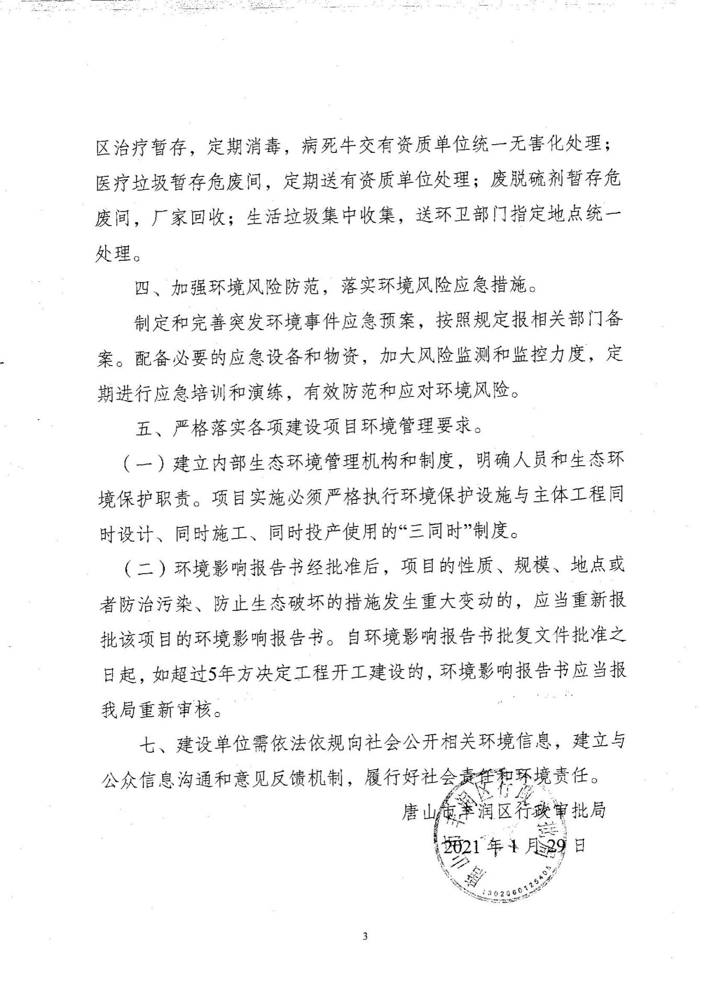 区治疗暂存，定期消毒，病死牛交有资质单位统一无害化处理；
医疗垃圾暂存危废间，定期送有资质单位处理；废脱硫剂暂存危
废间，厂家回收；生活垃圾集中收集，送环卫部门指定地点统一
处理。
四、加强环境风险防范，落实环境风险应急措施。
制定和完善突发环境事件应急预案，按照规定报相关部门备
案。配备必要的应急设备和物资，加大风险监测和监控力度，定
期进行应急培训和演练，有效防范和应对环境风险。
五、严格落实各项建设项目环境管理要求。
（一）建立内部生态环境管理机构和制度，明确人员和生态环
境保护职责。项目实施必须严格执行环境保护设施与主体工程同
时设计、同时施工、同时投产使用的“三同时”制度。
（二）环境影响报告书经批准后，项目的性质、规模、地点或
者防治污染、防止生态破坏的措施发生重大变动的，应当重新报
批该项目的环境影响报告书。自环境影响报告书批复文件批准之
日起，如超过5年方决定工程开工建设的，环境影响报告书应当报
我局重新审核。
七、建设单位需依法依规向社会公开相关环境信息，建立与
公众信息沟通和意见反馈机制，履行好社会责任和环境责任。
唐山市丰润区行政审批局
2021 年 1 月 29 日
3